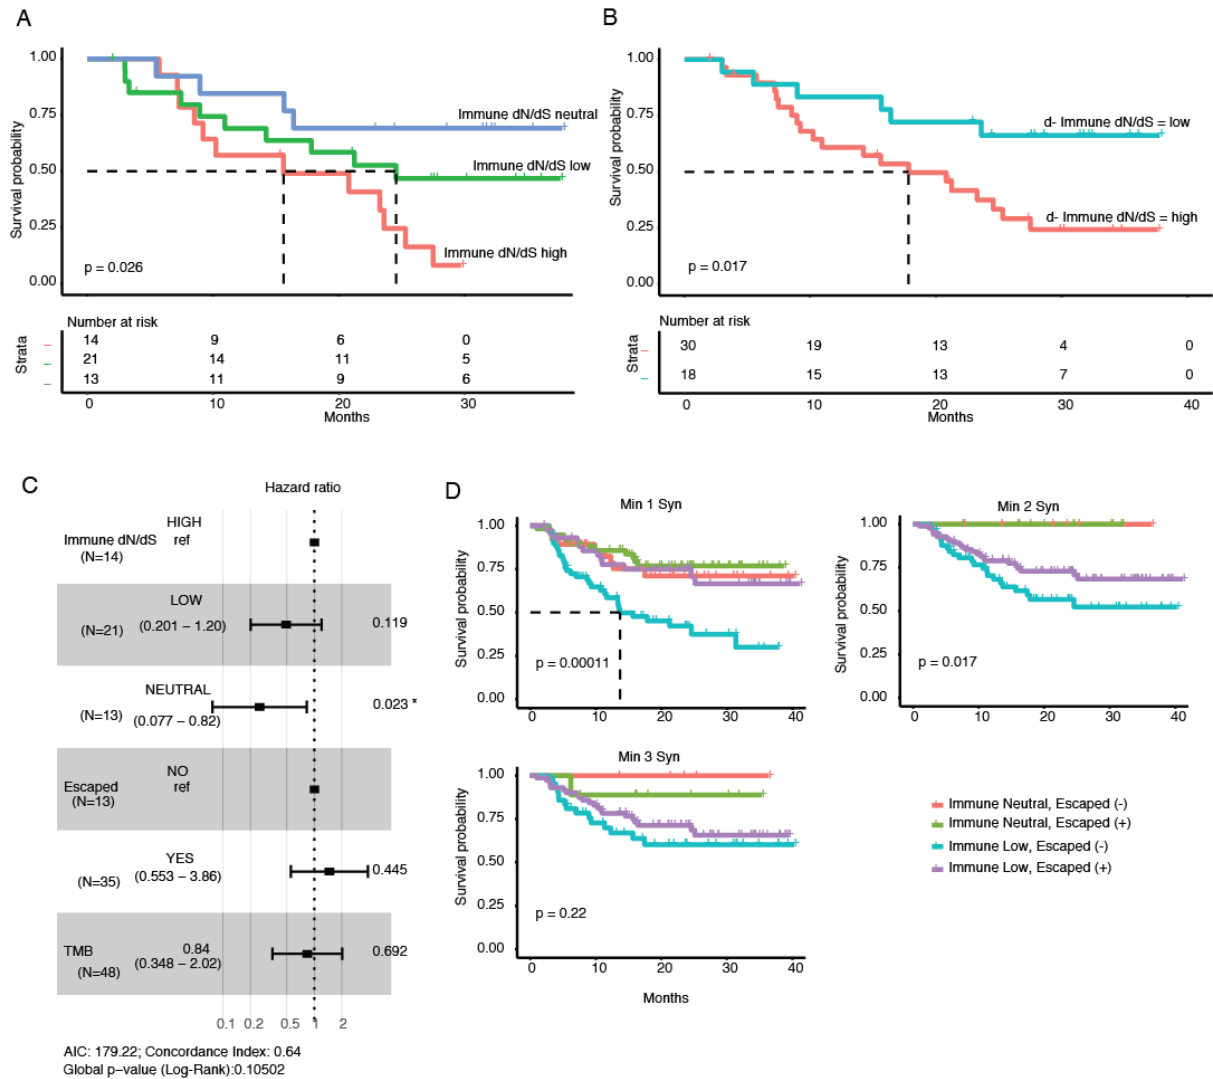 A
Survival probability
1.00
0.75
0.50
0.25
0.00
Immune dN/dS neutral
Immune dN/dS low
Immune dN/dS high
p = 0.026
Number at risk
Strata
14 9 6 0
21 14 11 5
13 11 9 6
0 10 20 30
Months
B
Survival probability
1.00
0.75
0.50
0.25
0.00
d- Immune dN/dS = low
d- Immune dN/dS = high
p = 0.017
Number at risk
Strata
30 19 13 4 0
18 15 13 7 0
0 10 20 30 40
Months
C
Hazard ratio
HIGH
Immune dN/dS ref
(N=14)
LOW
(N=21) (0.201 – 1.20) 0.119
NEUTRAL
(N=13) (0.077 – 0.82) 0.023 *
NO
Escaped ref
(N=13)
YES
(N=35) (0.553 – 3.86) 0.445
TMB 0.84 0.692
(N=48) (0.348 – 2.02)
0.1 0.2 0.5 1 2
AIC: 179.22; Concordance Index: 0.64
Global p−value (Log-Rank):0.10502
D
Min 1 Syn
Survival probability
1.00
0.75
0.50
0.25
0.00
p = 0.00011
0 10 20 30 40
Min 2 Syn
Survival probability
1.00
0.75
0.50
0.25
0.00
p = 0.017
0 10 20 30 40
Min 3 Syn
Survival probability
1.00
0.75
0.50
0.25
0.00
p = 0.22
0 10 20 30 40
Months
Immune Neutral, Escaped (-)
Immune Neutral, Escaped (+)
Immune Low, Escaped (-)
Immune Low, Escaped (+)